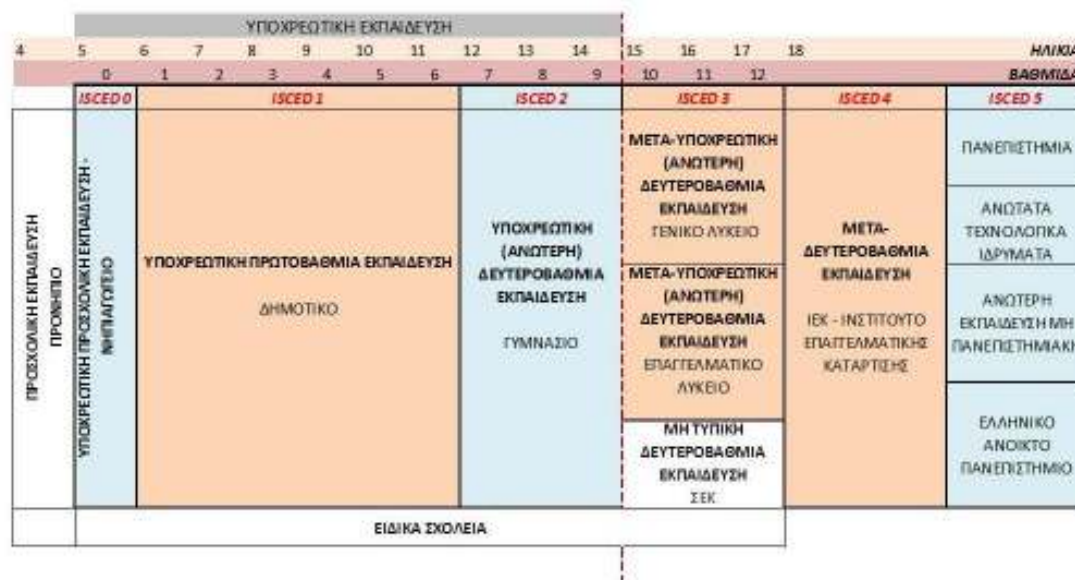 ΥΠΟΧΡΕΩΤΙΚΗ ΕΚΠΑΙΔΕΥΣΗ
4 5 6 7 8 9 10 11 12 13 14 15 16 17 18 ΗΛΙΚΙΑ
0 1 2 3 4 5 6 7 8 9 10 11 12 ΒΑΘΜΙΔΑ
ISCED 0 ISCED 1 ISCED 2 ISCED 3 ISCED 4 ISCED 5
ΠΡΟΣΧΟΛΙΚΗ ΕΚΠΑΙΔΕΥΣΗ
ΠΡΟΝΗΠΙΟ
ΥΠΟΧΡΕΩΤΙΚΗ ΠΡΟΣΧΟΛΙΚΗ ΕΚΠΑΙΔΕΥΣΗ -
ΝΗΠΙΑΓΩΓΕΙΟ
ΥΠΟΧΡΕΩΤΙΚΗ ΠΡΩΤΟΒΑΘΜΙΑ ΕΚΠΑΙΔΕΥΣΗ
ΔΗΜΟΤΙΚΟ
ΥΠΟΧΡΕΩΤΙΚΗ
(ΑΝΩΤΕΡΗ)
ΔΕΥΤΕΡΟΒΑΘΜΙΑ
ΕΚΠΑΙΔΕΥΣΗ
ΓΥΜΝΑΣΙΟ
ΜΕΤΑ-ΥΠΟΧΡΕΩΤΙΚΗ
(ΑΝΩΤΕΡΗ)
ΔΕΥΤΕΡΟΒΑΘΜΙΑ
ΕΚΠΑΙΔΕΥΣΗ
ΓΕΝΙΚΟ ΛΥΚΕΙΟ
ΜΕΤΑ-ΥΠΟΧΡΕΩΤΙΚΗ
(ΑΝΩΤΕΡΗ)
ΔΕΥΤΕΡΟΒΑΘΜΙΑ
ΕΚΠΑΙΔΕΥΣΗ
ΕΠΑΓΓΕΛΜΑΤΙΚΟ
ΛΥΚΕΙΟ
ΜΗ ΤΥΠΙΚΗ
ΔΕΥΤΕΡΟΒΑΘΜΙΑ
ΕΚΠΑΙΔΕΥΣΗ
ΣΕΚ
ΜΕΤΑ-
ΔΕΥΤΕΡΟΒΑΘΜΙΑ
ΕΚΠΑΙΔΕΥΣΗ
ΙΕΚ - ΙΝΣΤΙΤΟΥΤΟ
ΕΠΑΓΓΕΛΜΑΤΙΚΗΣ
ΚΑΤΑΡΤΙΣΗΣ
ΠΑΝΕΠΙΣΤΗΜΙΑ
ΑΝΩΤΑΤΑ
ΤΕΧΝΟΛΟΓΙΚΑ
ΙΔΡΥΜΑΤΑ
ΑΝΩΤΕΡΗ
ΕΚΠΑΙΔΕΥΣΗ ΜΗ
ΠΑΝΕΠΙΣΤΗΜΙΑΚΗ
ΕΛΛΗΝΙΚΟ
ΑΝΟΙΚΤΟ
ΠΑΝΕΠΙΣΤΗΜΙΟ
ΕΙΔΙΚΑ ΣΧΟΛΕΙΑ